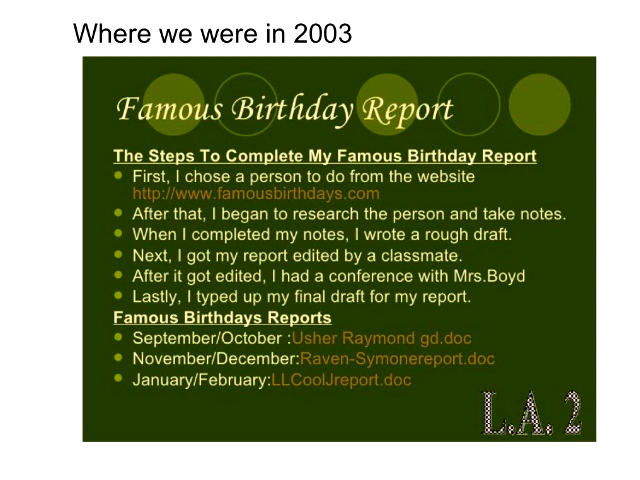 Where we were in 2003
Famous Birthday Report
The Steps To Complete My Famous Birthday Report
First, I chose a person to do from the website
http://www.famousbirthdays.com
After that, I began to research the person and take notes.
When I completed my notes, I wrote a rough draft.
Next, I got my report edited by a classmate.
After it got edited, I had a conference with Mrs.Boyd
Lastly, I typed up my final draft for my report.
Famous Birthdays Reports
September/October :Usher Raymond gd.doc
November/December:Raven-Symonereport.doc
January/February:LLCoolJreport.doc
L.A. 2